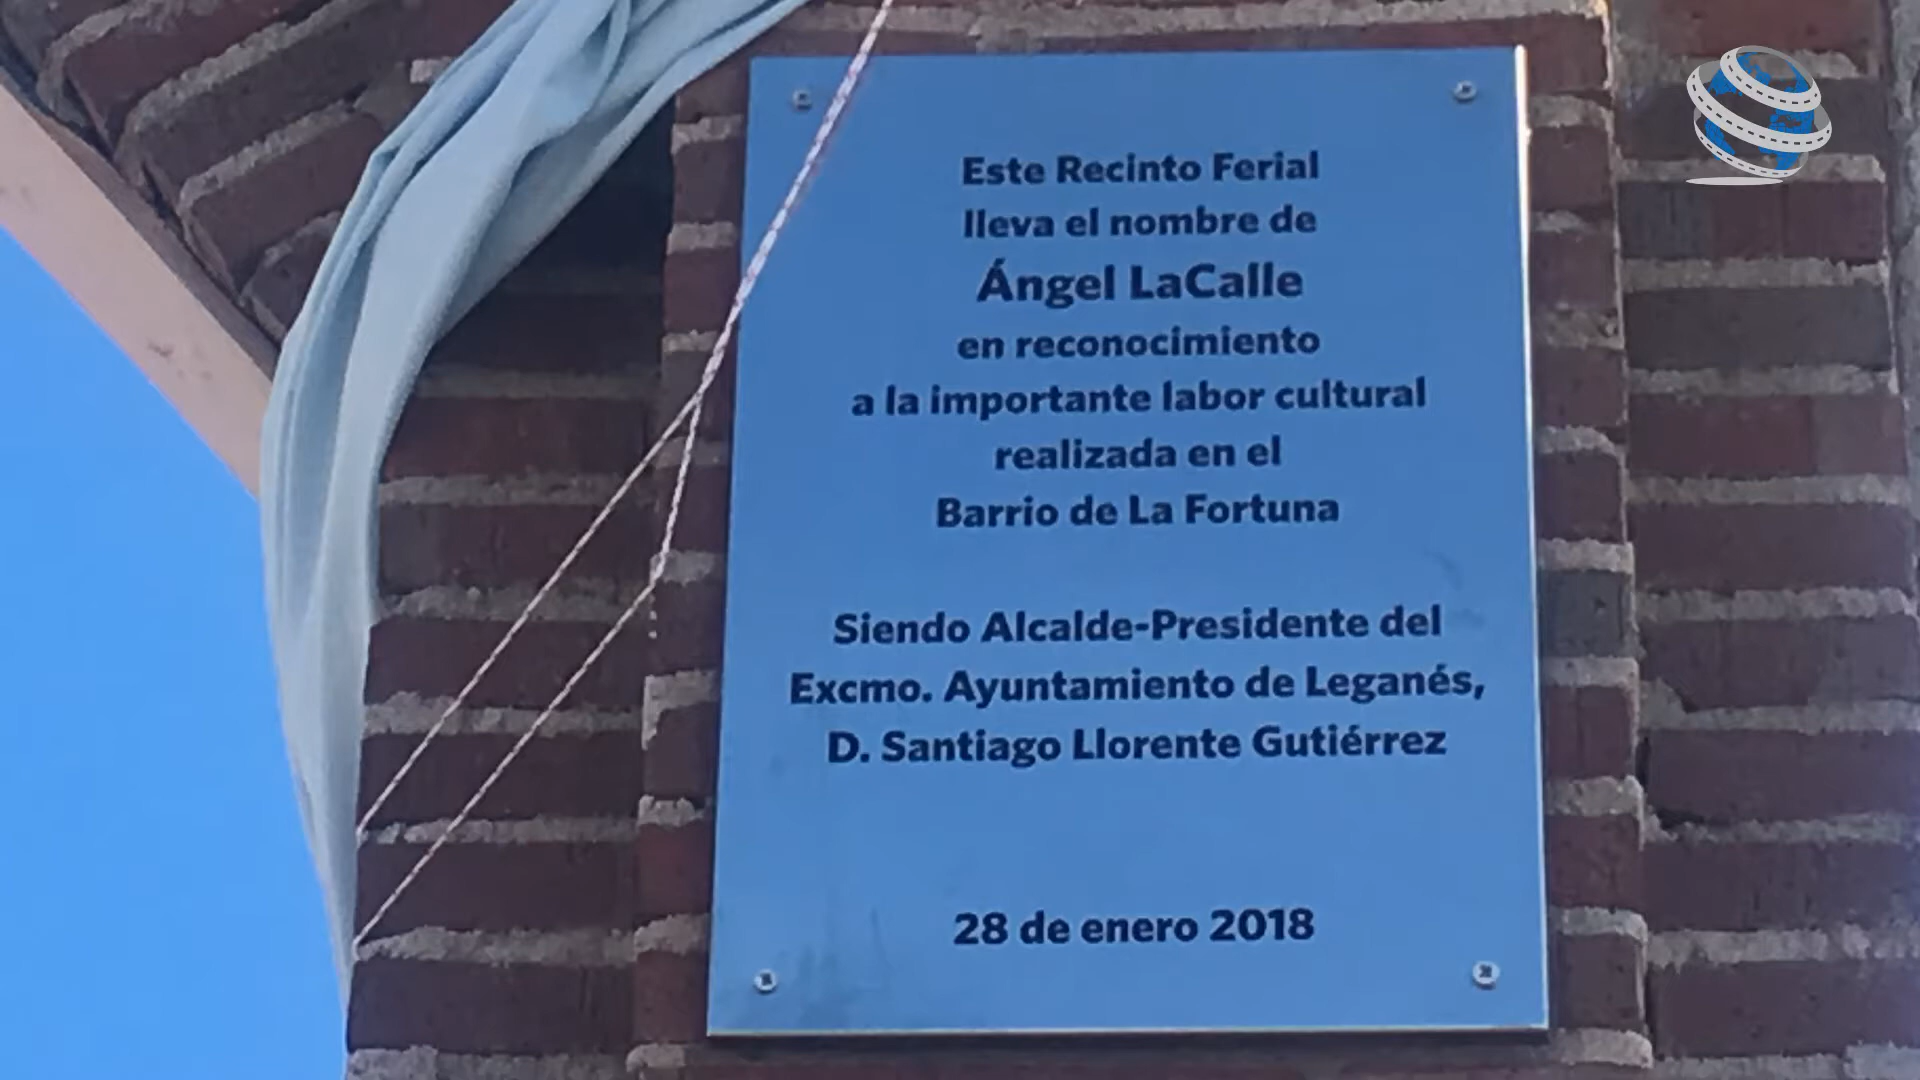 Este Recinto Ferial
lleva el nombre de
Ángel LaCalle
en reconocimiento
a la importante labor cultural
realizada en el
Barrio de La Fortuna
Siendo Alcalde-Presidente del
Excmo. Ayuntamiento de Leganés,
D. Santiago Llorente Gutiérrez
28 de enero 2018